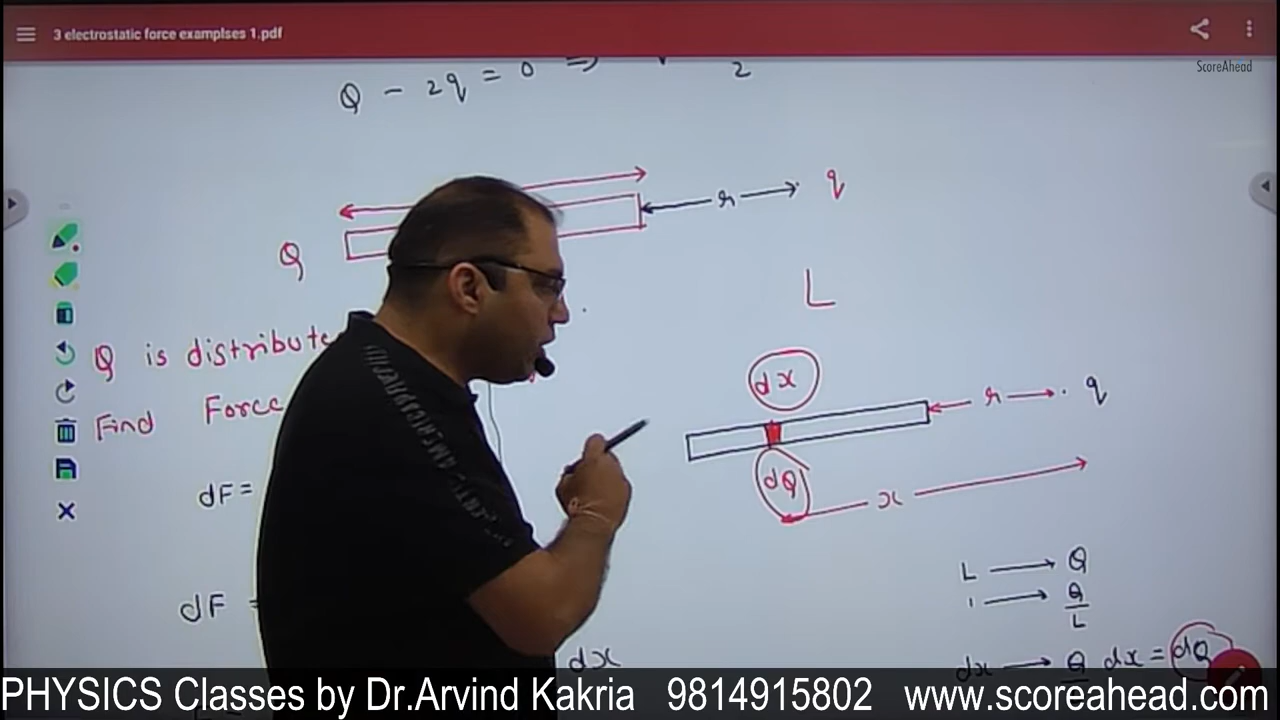 3 electrostatic force examplses 1.pdf
ScoreAhead
Q - 2q = 0 ⇒
2
r
q
Q
L
Q is distribute
dx
r
q
Find Force
dQ
dF =
x
L → Q
1 → Q/L
dF =
dx
dx → Q dx = dQ
PHYSICS Classes by Dr.Arvind Kakria 9814915802 www.scoreahead.com